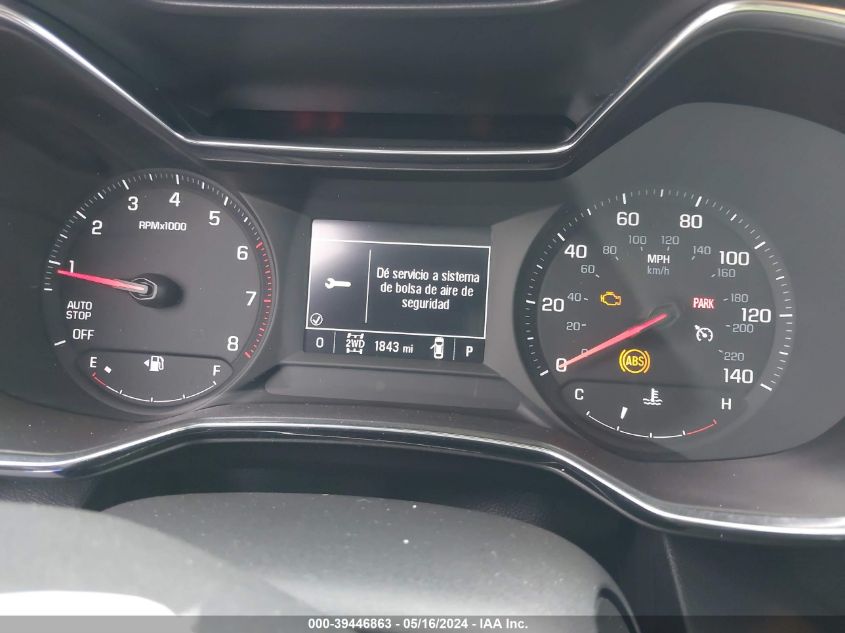 1 2 3 4 5 6 7 8
RPMx1000
AUTO
STOP
OFF
E F
Dé servicio a sistema
de bolsa de aire de
seguridad
0 2WD 1843 mi P
0 20 40 60 80 100 120 140
0 40 60 80 100 120 140 160 180 200 220
MPH
km/h
PARK
ABS
C H
000-39446863 - 05/16/2024 - IAA Inc.